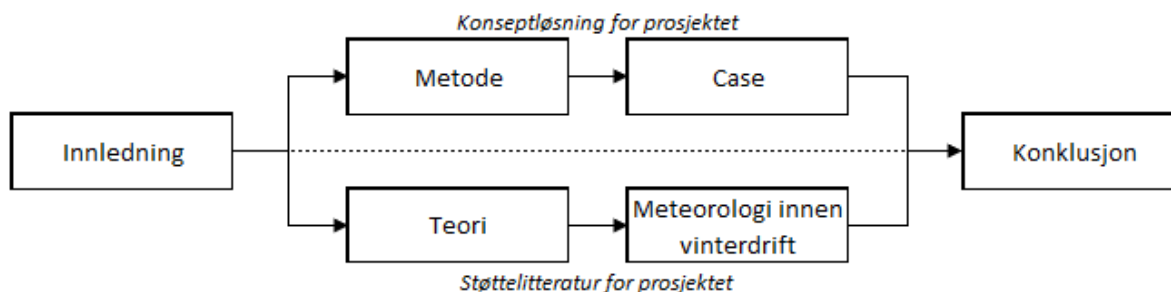 Konseptløsning for prosjektet
Metode
Case
Innledning
Konklusjon
Teori
Meteorologi innen
vinterdrift
Støttelitteratur for prosjektet